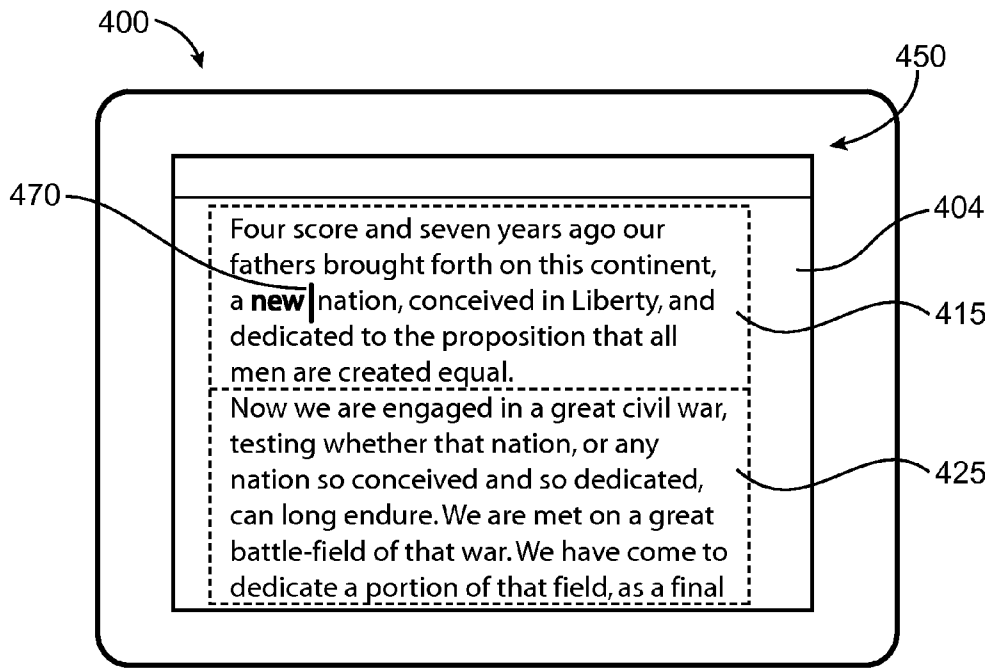 400
450
470
404
Four score and seven years ago our
fathers brought forth on this continent,
a new nation, conceived in Liberty, and
415
dedicated to the proposition that all
men are created equal.
Now we are engaged in a great civil war,
testing whether that nation, or any
nation so conceived and so dedicated,
425
can long endure. We are met on a great
battle-field of that war. We have come to
dedicate a portion of that field, as a final